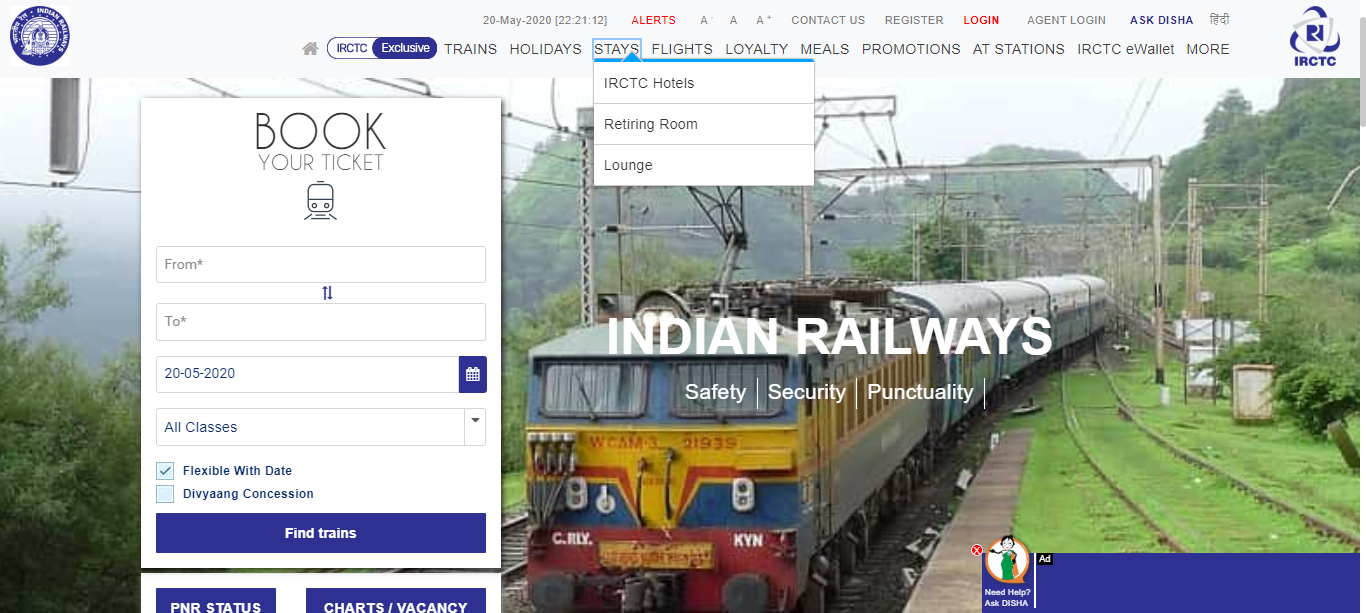 INDIAN RAILWAYS
20-May-2020 [22:21:12] ALERTS A - A A + CONTACT US REGISTER LOGIN AGENT LOGIN ASK DISHA हिंदी
IRCTC Exclusive TRAINS HOLIDAYS STAYS FLIGHTS LOYALTY MEALS PROMOTIONS AT STATIONS IRCTC eWallet MORE
IRCTC
IRCTC Hotels
Retiring Room
Lounge
BOOK
YOUR TICKET
From*
To*
20-05-2020
All Classes
Flexible With Date
Divyaang Concession
Find trains
PNR STATUS CHARTS / VACANCY
INDIAN RAILWAYS
Safety Security Punctuality
WCAM-3 21939
C.RLY. KYN
Ad
Need Help?
Ask DISHA